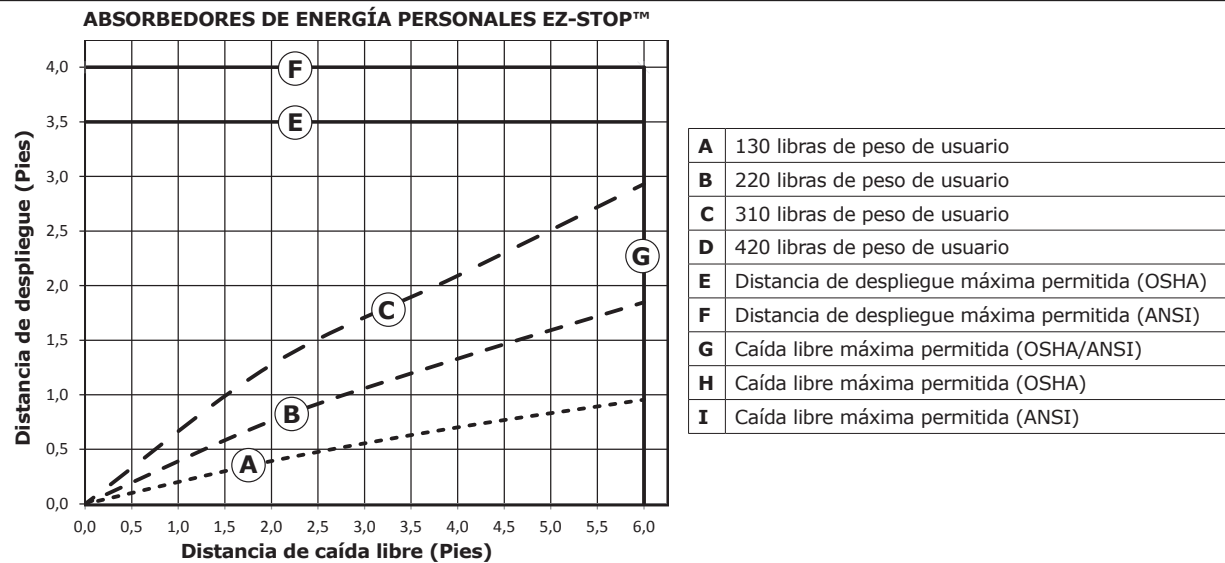 ABSORBEDORES DE ENERGÍA PERSONALES EZ-STOP™
4,0
3,5
3,0
2,5
2,0
1,5
1,0
0,5
0,0
Distancia de despliegue (Pies)
F
E
G
C
B
A
0,0 0,5 1,0 1,5 2,0 2,5 3,0 3,5 4,0 4,5 5,0 5,5 6,0
Distancia de caída libre (Pies)
A 130 libras de peso de usuario
B 220 libras de peso de usuario
C 310 libras de peso de usuario
D 420 libras de peso de usuario
E Distancia de despliegue máxima permitida (OSHA)
F Distancia de despliegue máxima permitida (ANSI)
G Caída libre máxima permitida (OSHA/ANSI)
H Caída libre máxima permitida (OSHA)
I Caída libre máxima permitida (ANSI)